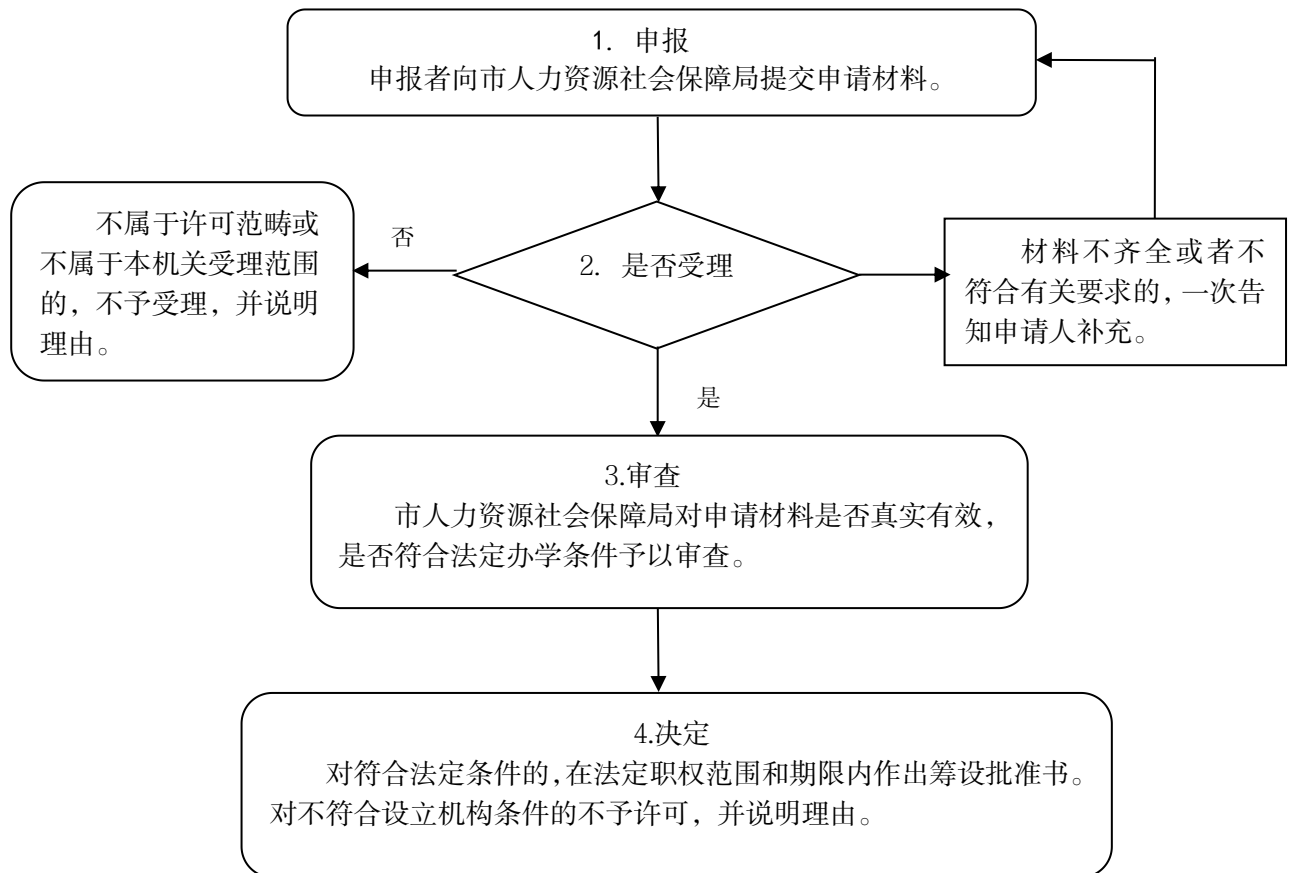 1. 申报
申报者向市人力资源社会保障局提交申请材料。
不属于许可范畴或
不属于本机关受理范围
的，不予受理，并说明
理由。
否
2. 是否受理
材料不齐全或者不
符合有关要求的，一次告
知申请人补充。
是
3.审查
市人力资源社会保障局对申请材料是否真实有效，
是否符合法定办学条件予以审查。
4.决定
对符合法定条件的，在法定职权范围和期限内作出筹设批准书。
对不符合设立机构条件的不予许可，并说明理由。